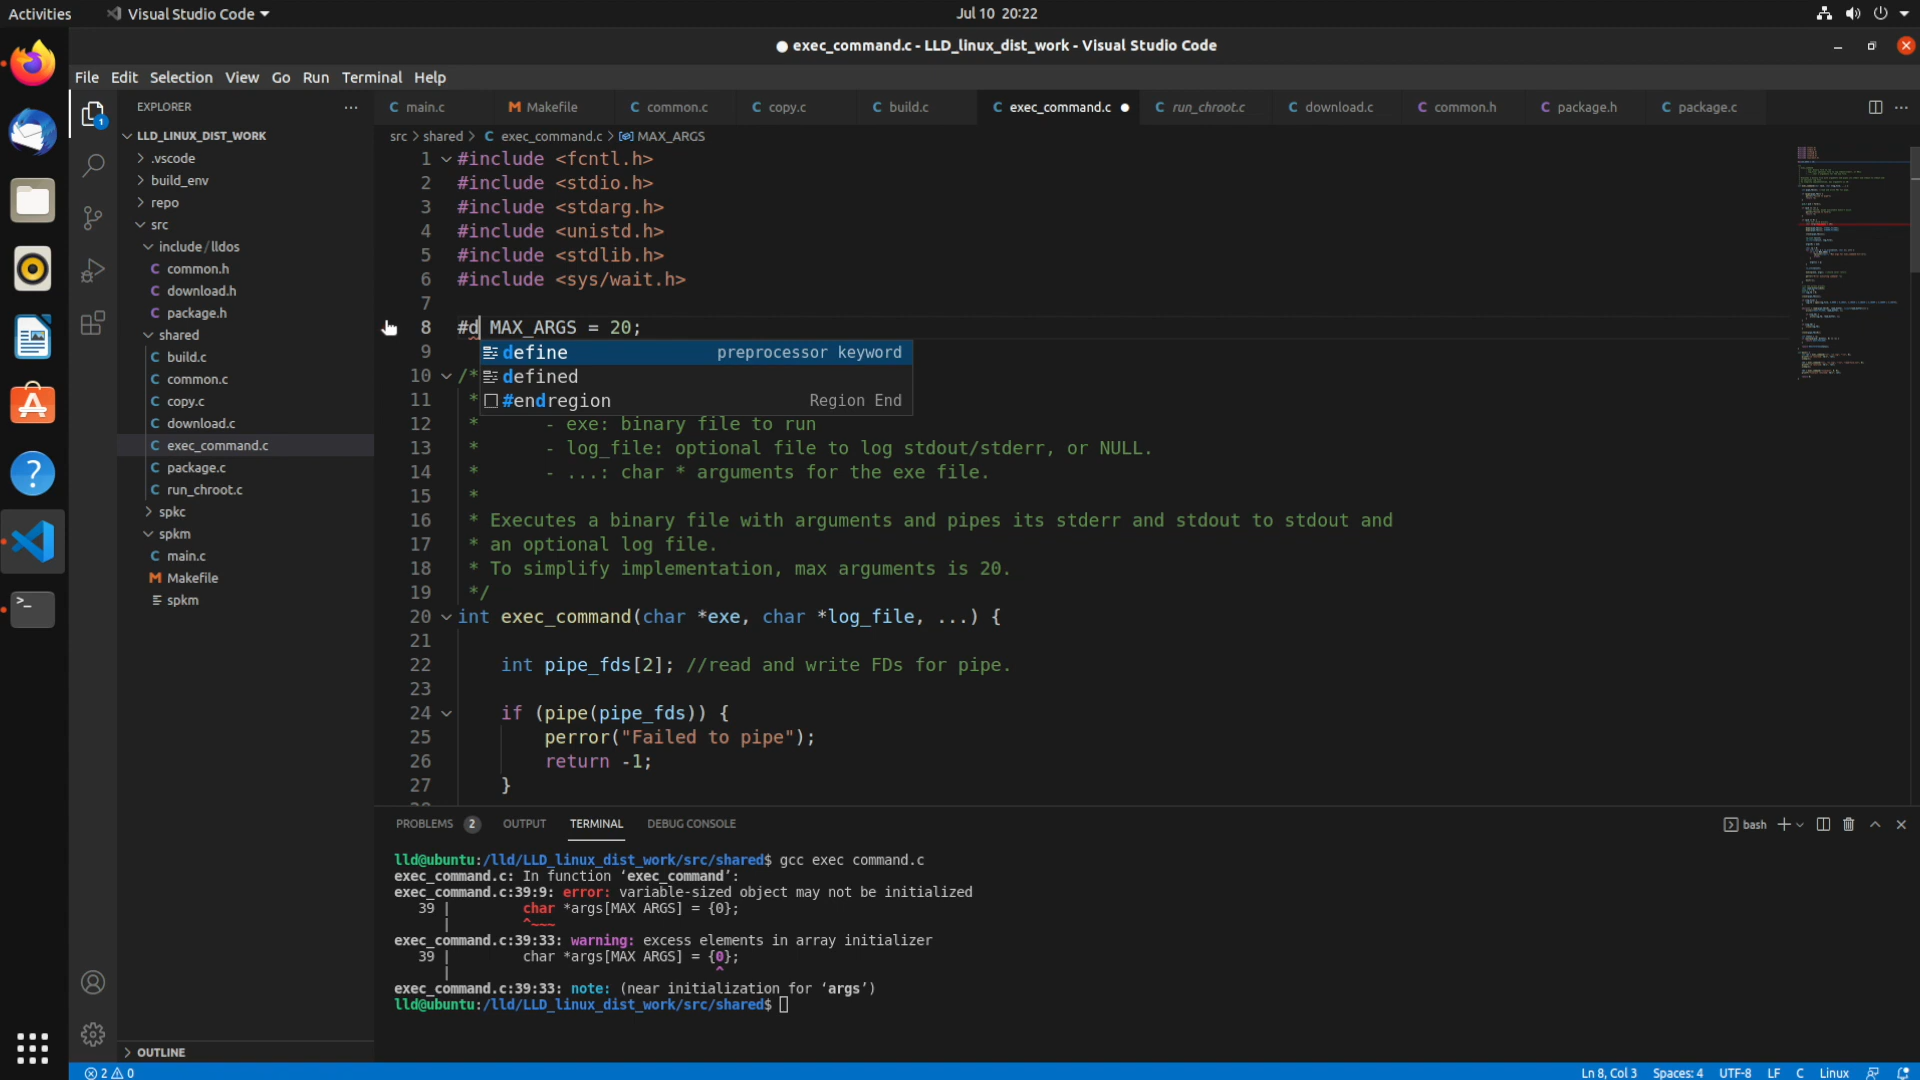 Activities
Visual Studio Code
Jul 10 20:22
exec_command.c - LLD_linux_dist_work - Visual Studio Code
File Edit Selection View Go Run Terminal Help
EXPLORER
main.c Makefile common.c copy.c build.c exec_command.c run_chroot.c download.c common.h package.h package.c
src > shared > C exec_command.c > MAX_ARGS
LLD_LINUX_DIST_WORK
.vscode
build_env
repo
src
include / lldos
common.h
download.h
package.h
shared
build.c
common.c
copy.c
download.c
exec_command.c
package.c
run_chroot.c
spkc
spkm
main.c
Makefile
spkm
OUTLINE
1 #include <fcntl.h>
2 #include <stdio.h>
3 #include <stdarg.h>
4 #include <unistd.h>
5 #include <stdlib.h>
6 #include <sys/wait.h>
7
8 #d MAX_ARGS = 20;
9
define preprocessor keyword
defined
#endregion Region End
10 /*
11 *
12 * - exe: binary file to run
13 * - log_file: optional file to log stdout/stderr, or NULL.
14 * - ...: char * arguments for the exe file.
15 *
16 * Executes a binary file with arguments and pipes its stderr and stdout to stdout and
17 * an optional log file.
18 * To simplify implementation, max arguments is 20.
19 */
20 int exec_command(char *exe, char *log_file, ...) {
21
22 int pipe_fds[2]; //read and write FDs for pipe.
23
24 if (pipe(pipe_fds)) {
25 perror("Failed to pipe");
26 return -1;
27 }
PROBLEMS 2 OUTPUT TERMINAL DEBUG CONSOLE
bash
lld@ubuntu:/lld/LLD_linux_dist_work/src/shared$ gcc exec command.c
exec_command.c: In function ‘exec_command’:
exec_command.c:39:9: error: variable-sized object may not be initialized
39 | char *args[MAX ARGS] = {0};
| ^~~~
exec_command.c:39:33: warning: excess elements in array initializer
39 | char *args[MAX ARGS] = {0};
| ^
exec_command.c:39:33: note: (near initialization for ‘args’)
lld@ubuntu:/lld/LLD_linux_dist_work/src/shared$
2 0
Ln 8, Col 3 Spaces: 4 UTF-8 LF C Linux